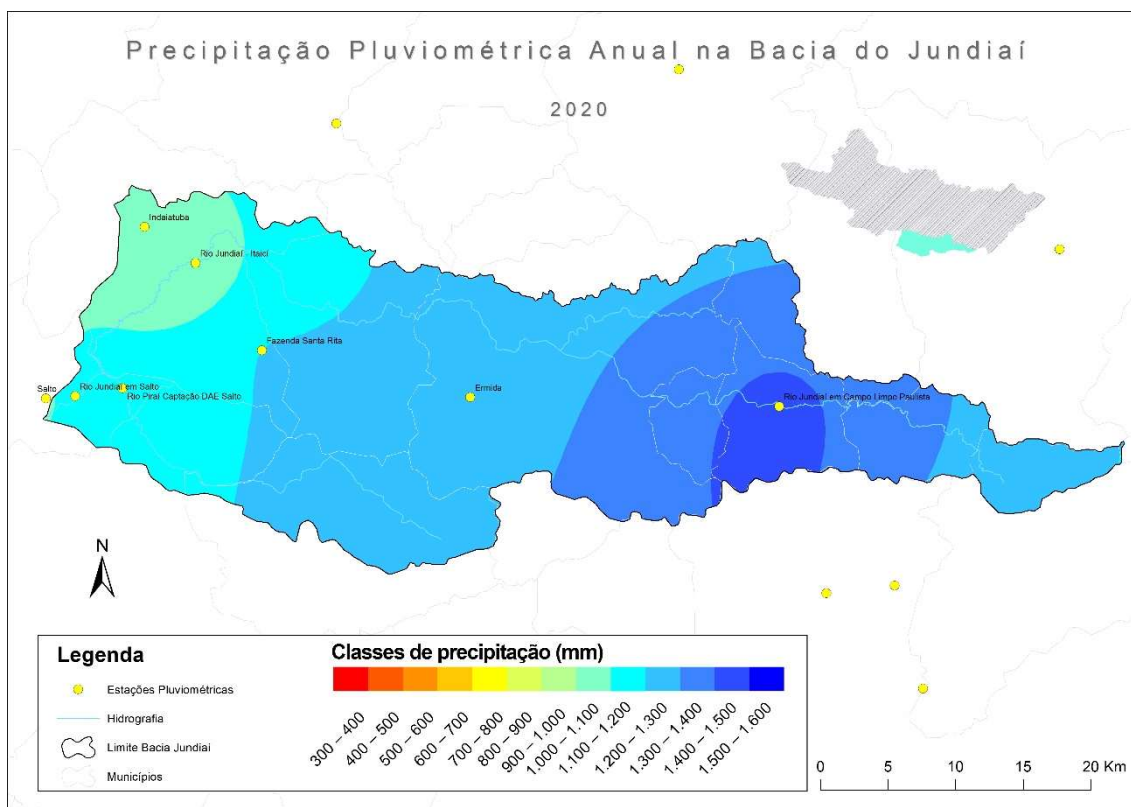 Precipitação Pluviométrica Anual na Bacia do Jundiaí
2020
Indaiatuba
Rio Jundiaí - Itaici
Fazenda Santa Rita
Salto
Rio Jundiaí em Salto
Rio Piraí Captação DAE Salto
Ermida
Rio Jundiaí em Campo Limpo Paulista
N
Legenda
Estações Pluviométricas
Hidrografia
Limite Bacia Jundiaí
Municípios
Classes de precipitação (mm)
300 – 400
400 – 500
500 – 600
600 – 700
700 – 800
800 – 900
900 – 1.000
1.000 – 1.100
1.100 – 1.200
1.200 – 1.300
1.300 – 1.400
1.400 – 1.500
1.500 – 1.600
0 5 10 15 20 Km